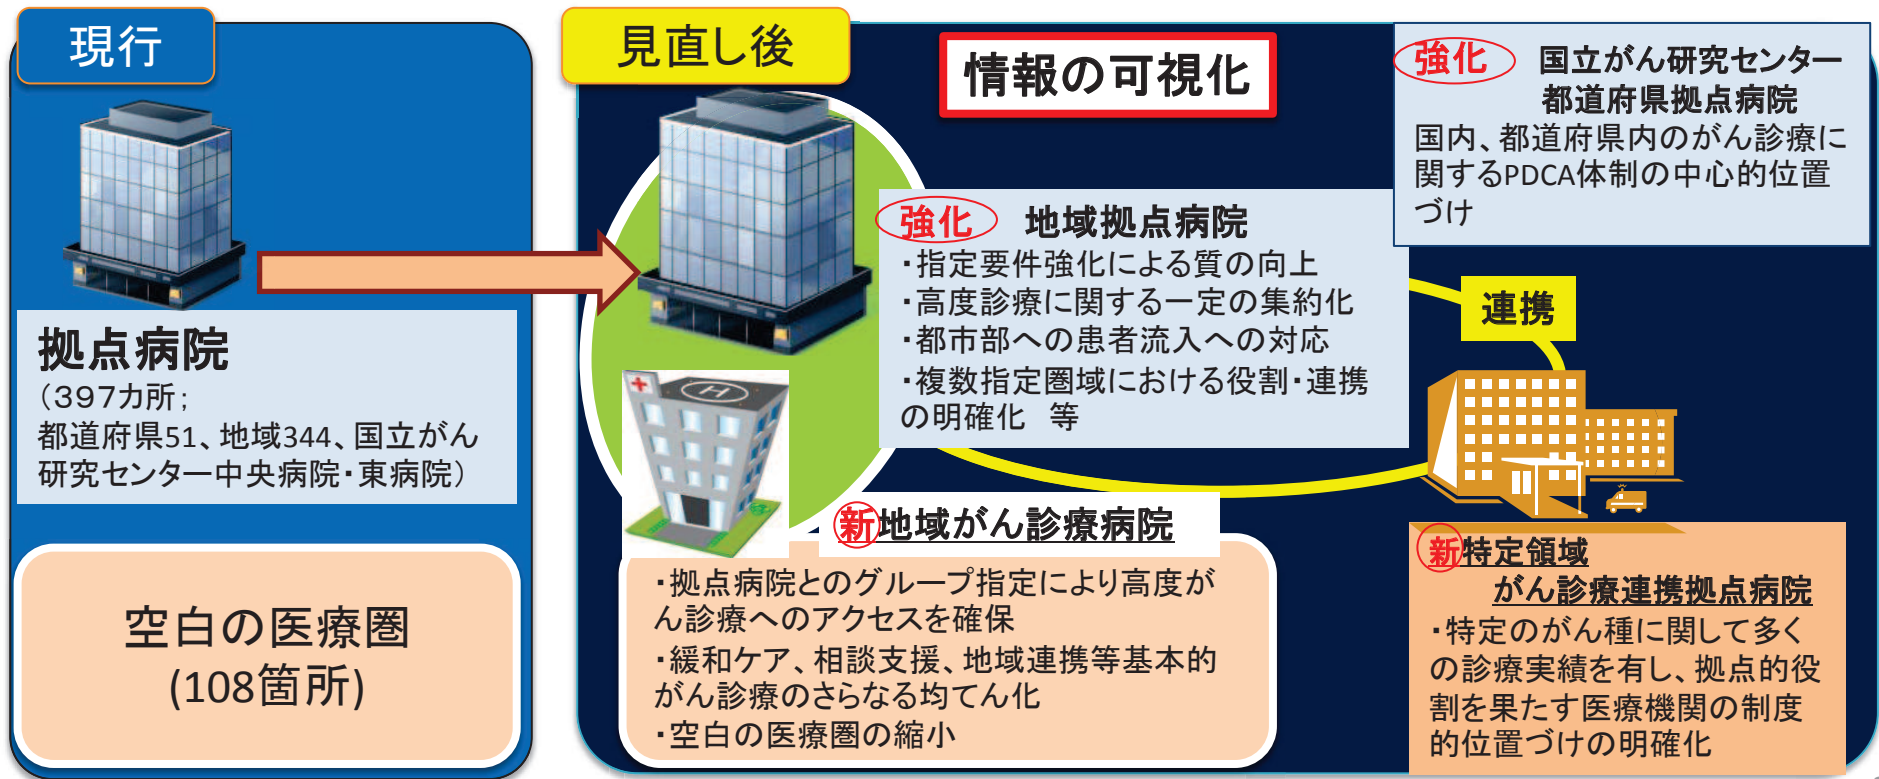 現行
拠点病院
（397カ所；
都道府県51、地域344、国立がん
研究センター中央病院・東病院）
空白の医療圏
(108箇所)
見直し後
情報の可視化
強化 国立がん研究センター
都道府県拠点病院
国内、都道府県内のがん診療に
関するPDCA体制の中心的位置
づけ
強化 地域拠点病院
・指定要件強化による質の向上
・高度診療に関する一定の集約化
・都市部への患者流入への対応
・複数指定圏域における役割・連携
の明確化 等
連携
H
新地域がん診療病院
・拠点病院とのグループ指定により高度が
ん診療へのアクセスを確保
・緩和ケア、相談支援、地域連携等基本的
がん診療のさらなる均てん化
・空白の医療圏の縮小
新特定領域
がん診療連携拠点病院
・特定のがん種に関して多く
の診療実績を有し、拠点的役
割を果たす医療機関の制度
的位置づけの明確化